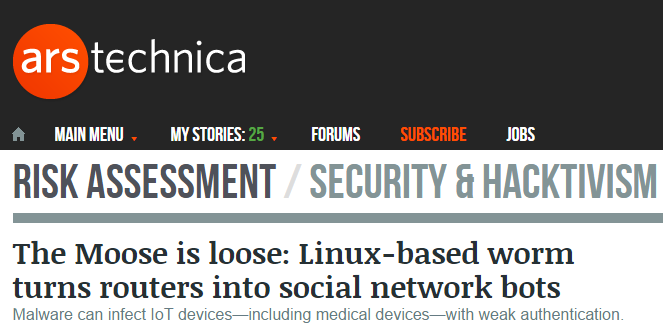 ars technica
MAIN MENU MY STORIES: 25 FORUMS SUBSCRIBE JOBS
RISK ASSESSMENT / SECURITY & HACKTIVISM
The Moose is loose: Linux-based worm
turns routers into social network bots
Malware can infect IoT devices—including medical devices—with weak authentication.